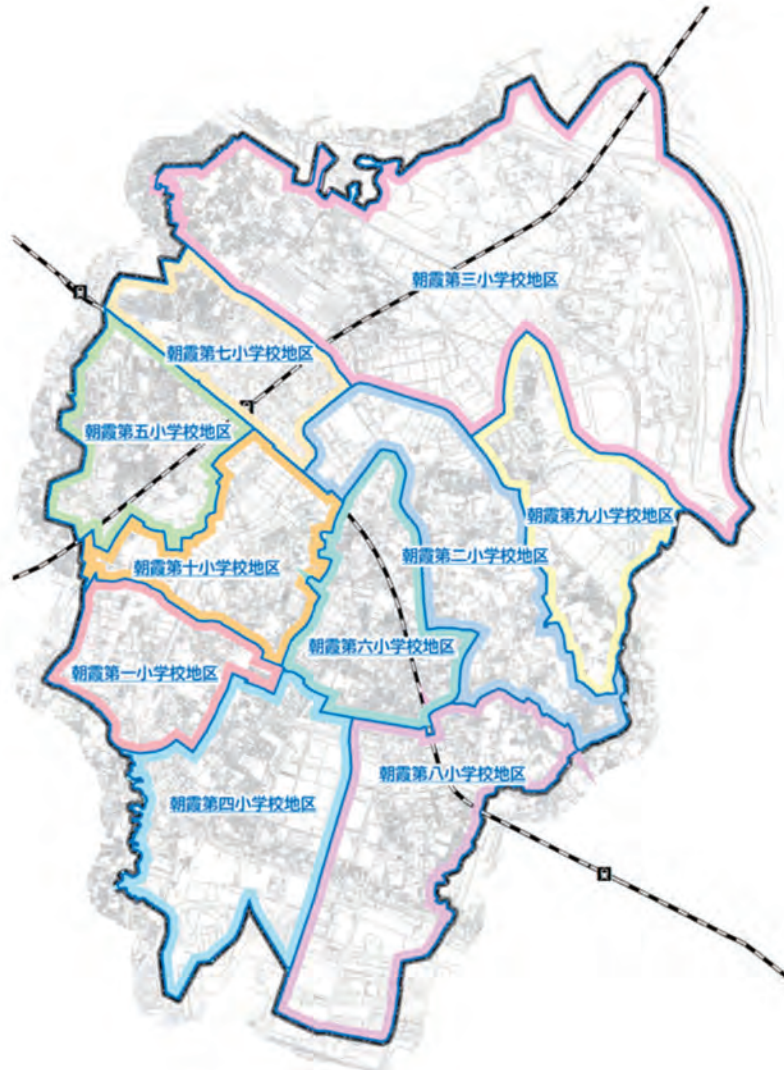 朝霞第三小学校地区
朝霞第七小学校地区
朝霞第五小学校地区
朝霞第九小学校地区
朝霞第二小学校地区
朝霞第十小学校地区
朝霞第六小学校地区
朝霞第一小学校地区
朝霞第八小学校地区
朝霞第四小学校地区